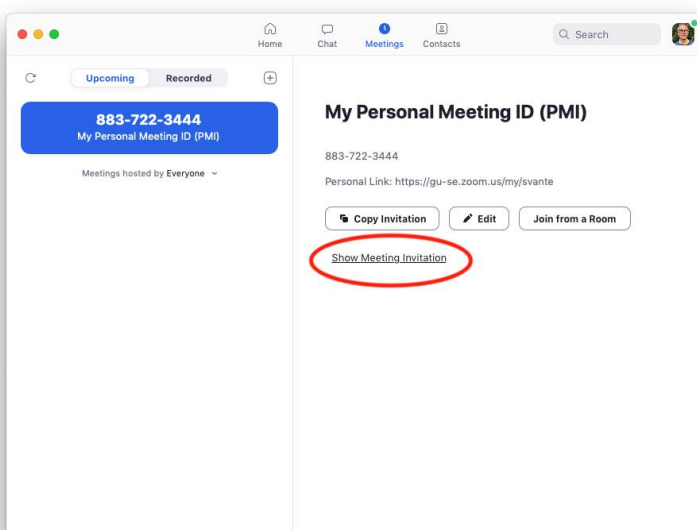 Home
Chat
Meetings
Contacts
Search
Upcoming
Recorded
883-722-3444
My Personal Meeting ID (PMI)
Meetings hosted by Everyone
My Personal Meeting ID (PMI)
883-722-3444
Personal Link: https://gu-se.zoom.us/my/svante
Copy Invitation
Edit
Join from a Room
Show Meeting Invitation